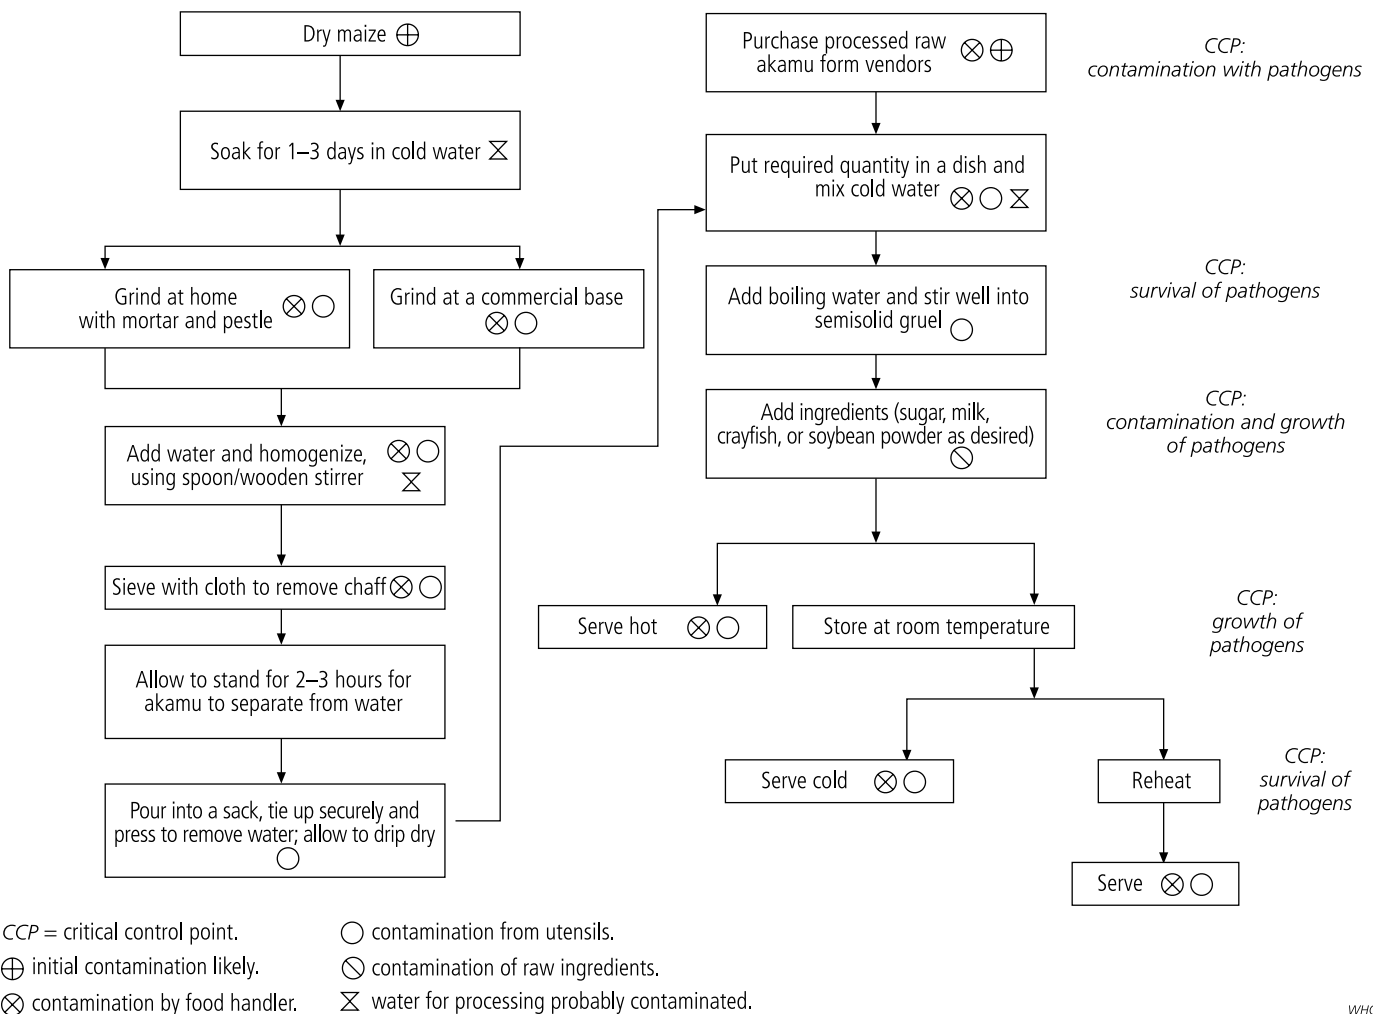 Dry maize
Soak for 1–3 days in cold water
Grind at home
with mortar and pestle
Grind at a commercial base
Add water and homogenize,
using spoon/wooden stirrer
Sieve with cloth to remove chaff
Allow to stand for 2–3 hours for
akamu to separate from water
Pour into a sack, tie up securely and
press to remove water; allow to drip dry
Purchase processed raw
akamu form vendors
CCP:
contamination with pathogens
Put required quantity in a dish and
mix cold water
Add boiling water and stir well into
semisolid gruel
CCP:
survival of pathogens
Add ingredients (sugar, milk,
crayfish, or soybean powder as desired)
CCP:
contamination and growth
of pathogens
Serve hot
Store at room temperature
CCP:
growth of
pathogens
Serve cold
Reheat
CCP:
survival of
pathogens
Serve
CCP = critical control point.
initial contamination likely.
contamination by food handler.
contamination from utensils.
contamination of raw ingredients.
water for processing probably contaminated.